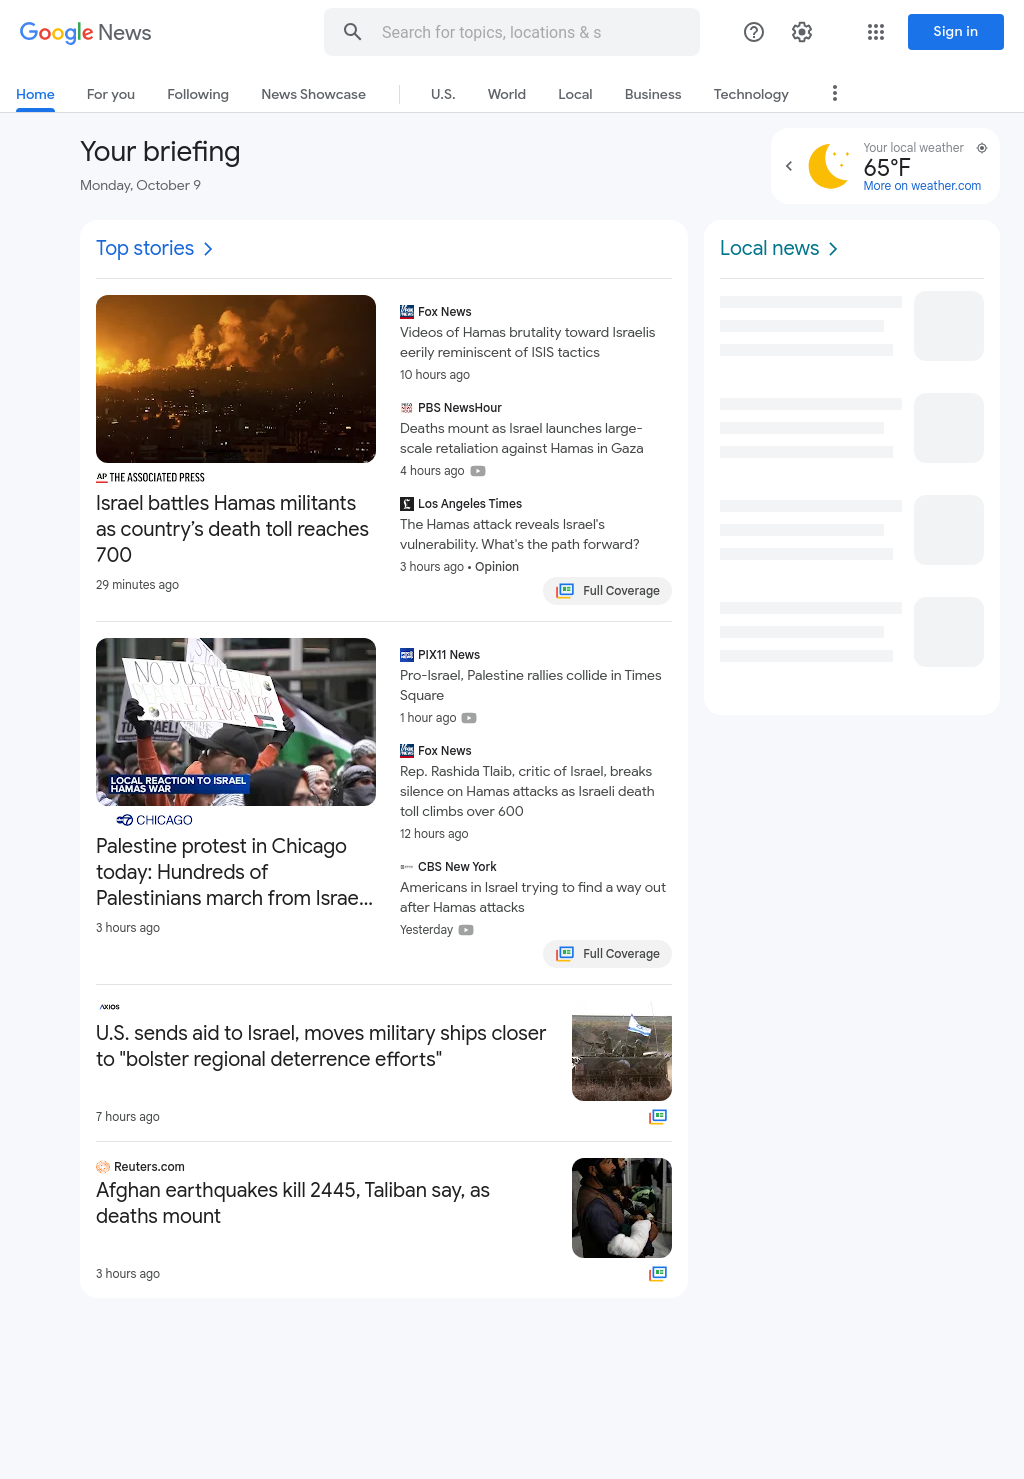 Google News
Search for topics, locations & s
Sign in
Home
For you
Following
News Showcase
U.S.
World
Local
Business
Technology
Your briefing
Monday, October 9
Your local weather
65°F
More on weather.com
Top stories
THE ASSOCIATED PRESS
AP
Israel battles Hamas militants
as country’s death toll reaches
700
29 minutes ago
Fox News
Videos of Hamas brutality toward Israelis
eerily reminiscent of ISIS tactics
10 hours ago
PBS NewsHour
Deaths mount as Israel launches large-
scale retaliation against Hamas in Gaza
4 hours ago
Los Angeles Times
The Hamas attack reveals Israel's
vulnerability. What's the path forward?
3 hours ago • Opinion
Full Coverage
NO JUSTICE
LOCAL REACTION TO ISRAEL
HAMAS WAR
7 CHICAGO
Palestine protest in Chicago
today: Hundreds of
Palestinians march from Israe...
3 hours ago
PIX11 News
Pro-Israel, Palestine rallies collide in Times
Square
1 hour ago
Fox News
Rep. Rashida Tlaib, critic of Israel, breaks
silence on Hamas attacks as Israeli death
toll climbs over 600
12 hours ago
CBS New York
Americans in Israel trying to find a way out
after Hamas attacks
Yesterday
Full Coverage
AXIOS
U.S. sends aid to Israel, moves military ships closer
to "bolster regional deterrence efforts"
7 hours ago
Reuters.com
Afghan earthquakes kill 2445, Taliban say, as
deaths mount
3 hours ago
Local news